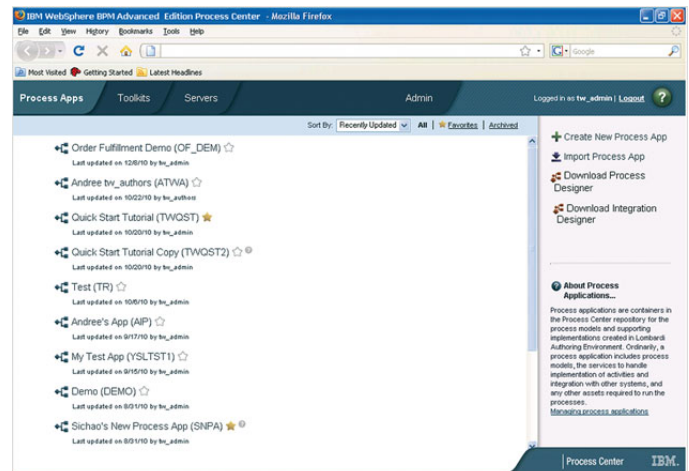 IBM WebSphere BPM Advanced Edition Process Center - Mozilla Firefox
File Edit View History Bookmarks Tools Help
Google
Most Visited Getting Started Latest Headlines
Process Apps Toolkits Servers Admin Logged in as tw_admin | Logout ?
Sort By: Recently Updated All | Favorites | Archived
Order Fulfillment Demo (OF_DEM)
Last updated on 12/8/10 by tw_admin
Andree tw_authors (ATWA)
Last updated on 10/22/10 by tw_authors
Quick Start Tutorial (TWQST)
Last updated on 10/20/10 by tw_admin
Quick Start Tutorial Copy (TWQST2)
Last updated on 10/20/10 by tw_admin
Test (TR)
Last updated on 10/6/10 by tw_admin
Andree's App (AIP)
Last updated on 9/17/10 by tw_admin
My Test App (YSLTST1)
Last updated on 9/15/10 by tw_admin
Demo (DEMO)
Last updated on 8/31/10 by tw_admin
Sichao's New Process App (SNPA)
Last updated on 8/31/10 by tw_admin
Create New Process App
Import Process App
Download Process
Designer
Download Integration
Designer
About Process
Applications...
Process applications are containers in
the Process Center repository for the
process models and supporting
implementations created in Lombardi
Authoring Environment. Ordinarily, a
process application includes process
models, the services to handle
implementation of activities and
integration with other systems, and
any other assets required to run the
processes.
Managing process applications
Process Center IBM.